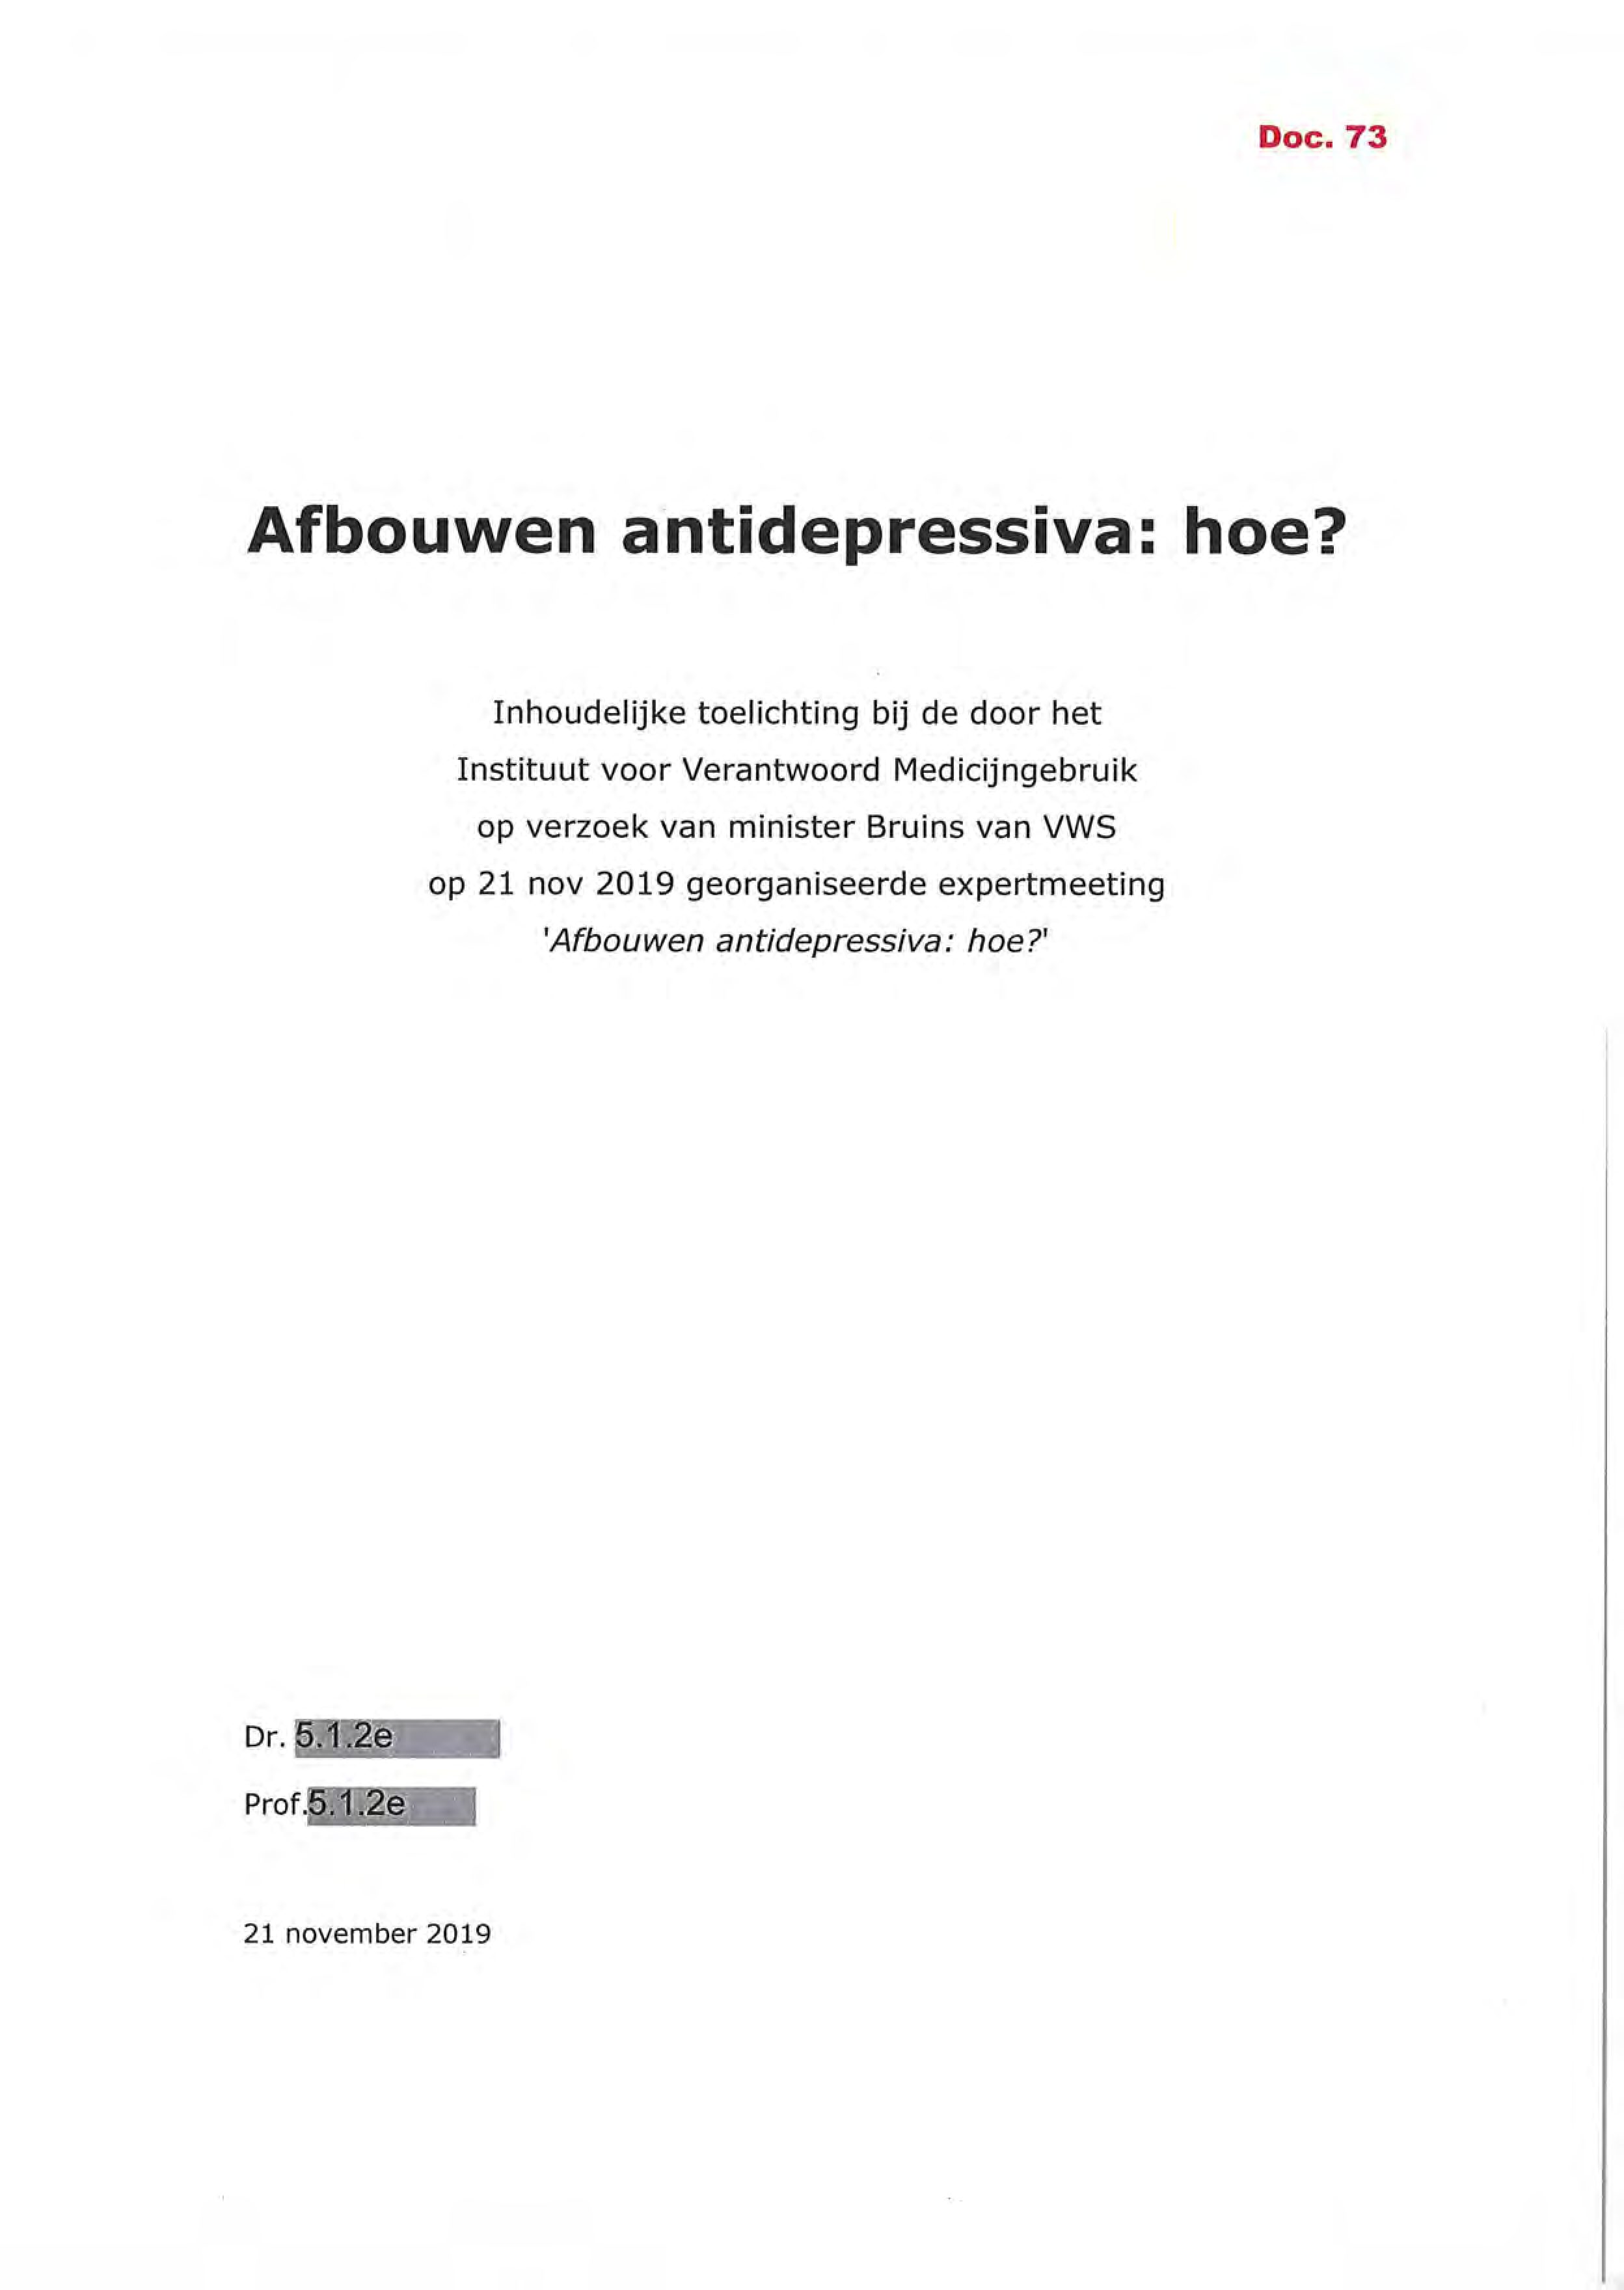 Doc. 73
Afbouwen antidepressiva: hoe?
Inhoudelijke toelichting bij de door het
Instituut voor Verantwoord Medicijngebruik
op verzoek van minister Bruins van VWS
op 21 nov 2019 georganiseerde expertmeeting
'Afbouwen antidepressiva: hoe?'
Dr. 5.1.2e
Prof.5.1.2e
21 november 2019